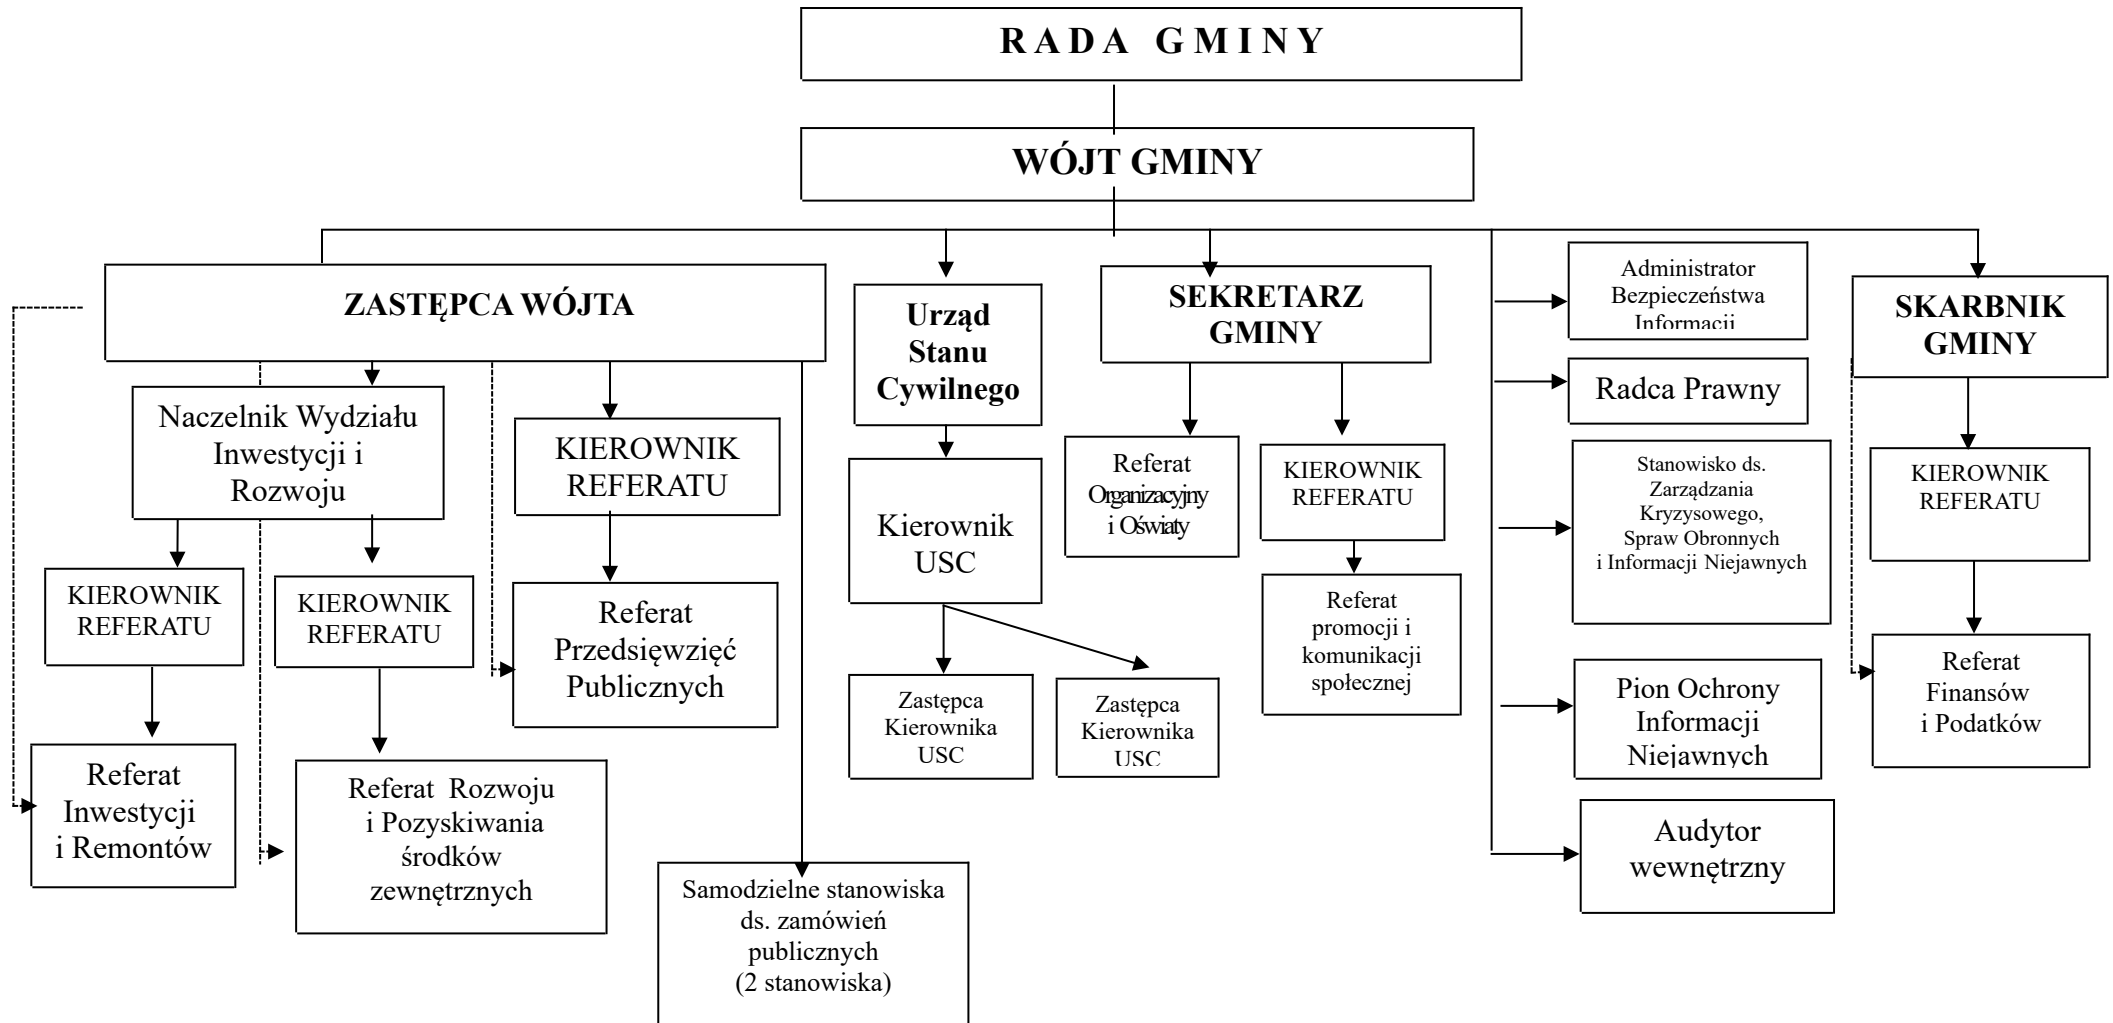 RADA GMINY
WÓJT GMINY
ZASTĘPCA WÓJTA
Urząd
Stanu
Cywilnego
SEKRETARZ
GMINY
Administrator
Bezpieczeństwa
Informacji
SKARBNIK
GMINY
Naczelnik Wydziału
Inwestycji i
Rozwoju
KIEROWNIK
REFERATU
Kierownik
USC
Referat
Organizacyjny
i Oświaty
KIEROWNIK
REFERATU
Radca Prawny
Stanowisko ds.
Zarządzania
Kryzysowego,
Spraw Obronnych
i Informacji Niejawnych
KIEROWNIK
REFERATU
KIEROWNIK
REFERATU
KIEROWNIK
REFERATU
Referat
Przedsięwzięć
Publicznych
Zastępca
Kierownika
USC
Zastępca
Kierownika
USC
Referat
promocji i
komunikacji
społecznej
Pion Ochrony
Informacji
Niejawnych
Referat
Finansów
i Podatków
Referat
Inwestycji
i Remontów
Referat Rozwoju
i Pozyskiwania
środków
zewnętrznych
Samodzielne stanowiska
ds. zamówień
publicznych
(2 stanowiska)
Audytor
wewnętrzny